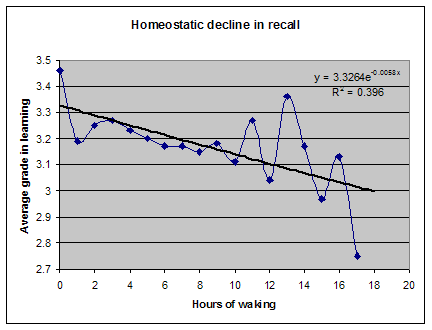 Homeostatic decline in recall
y = 3.3264e^-0.0058x
R² = 0.396
Average grade in learning
3.5
3.4
3.3
3.2
3.1
3
2.9
2.8
2.7
0 2 4 6 8 10 12 14 16 18 20
Hours of waking